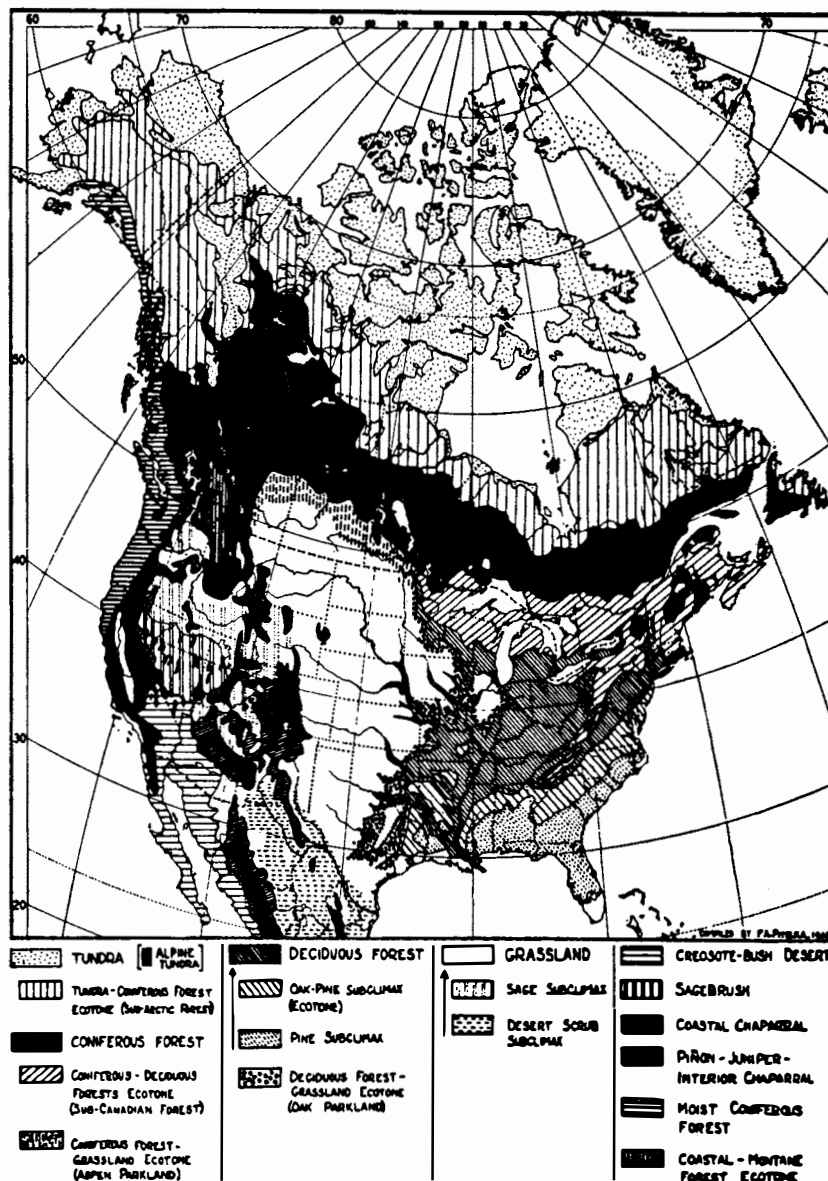 60
70
70
50
40
30
20
COMPILED BY F.A. PITELKA,
TUNDRA [ALPINE TUNDRA]
TUNDRA-CONIFEROUS FOREST
ECOTONE (SUB-ARCTIC FOREST)
CONIFEROUS FOREST
CONIFEROUS - DECIDUOUS
FORESTS ECOTONE
(SUB-CANADIAN FOREST)
CONIFEROUS FOREST-
GRASSLAND ECOTONE
(ASPEN PARKLAND)
DECIDUOUS FOREST
OAK-PINE SUBCLIMAX
(ECOTONE)
PINE SUBCLIMAX
DECIDUOUS FOREST-
GRASSLAND ECOTONE
(OAK PARKLAND)
GRASSLAND
SAGE SUBCLIMAX
DESERT SCRUB
SUBCLIMAX
CREOSOTE-BUSH DESERT
SAGEBRUSH
COASTAL CHAPARRAL
PIÑON - JUNIPER-
INTERIOR CHAPARRAL
MOIST CONIFEROUS
FOREST
COASTAL - MONTANE
FOREST ECOTONE